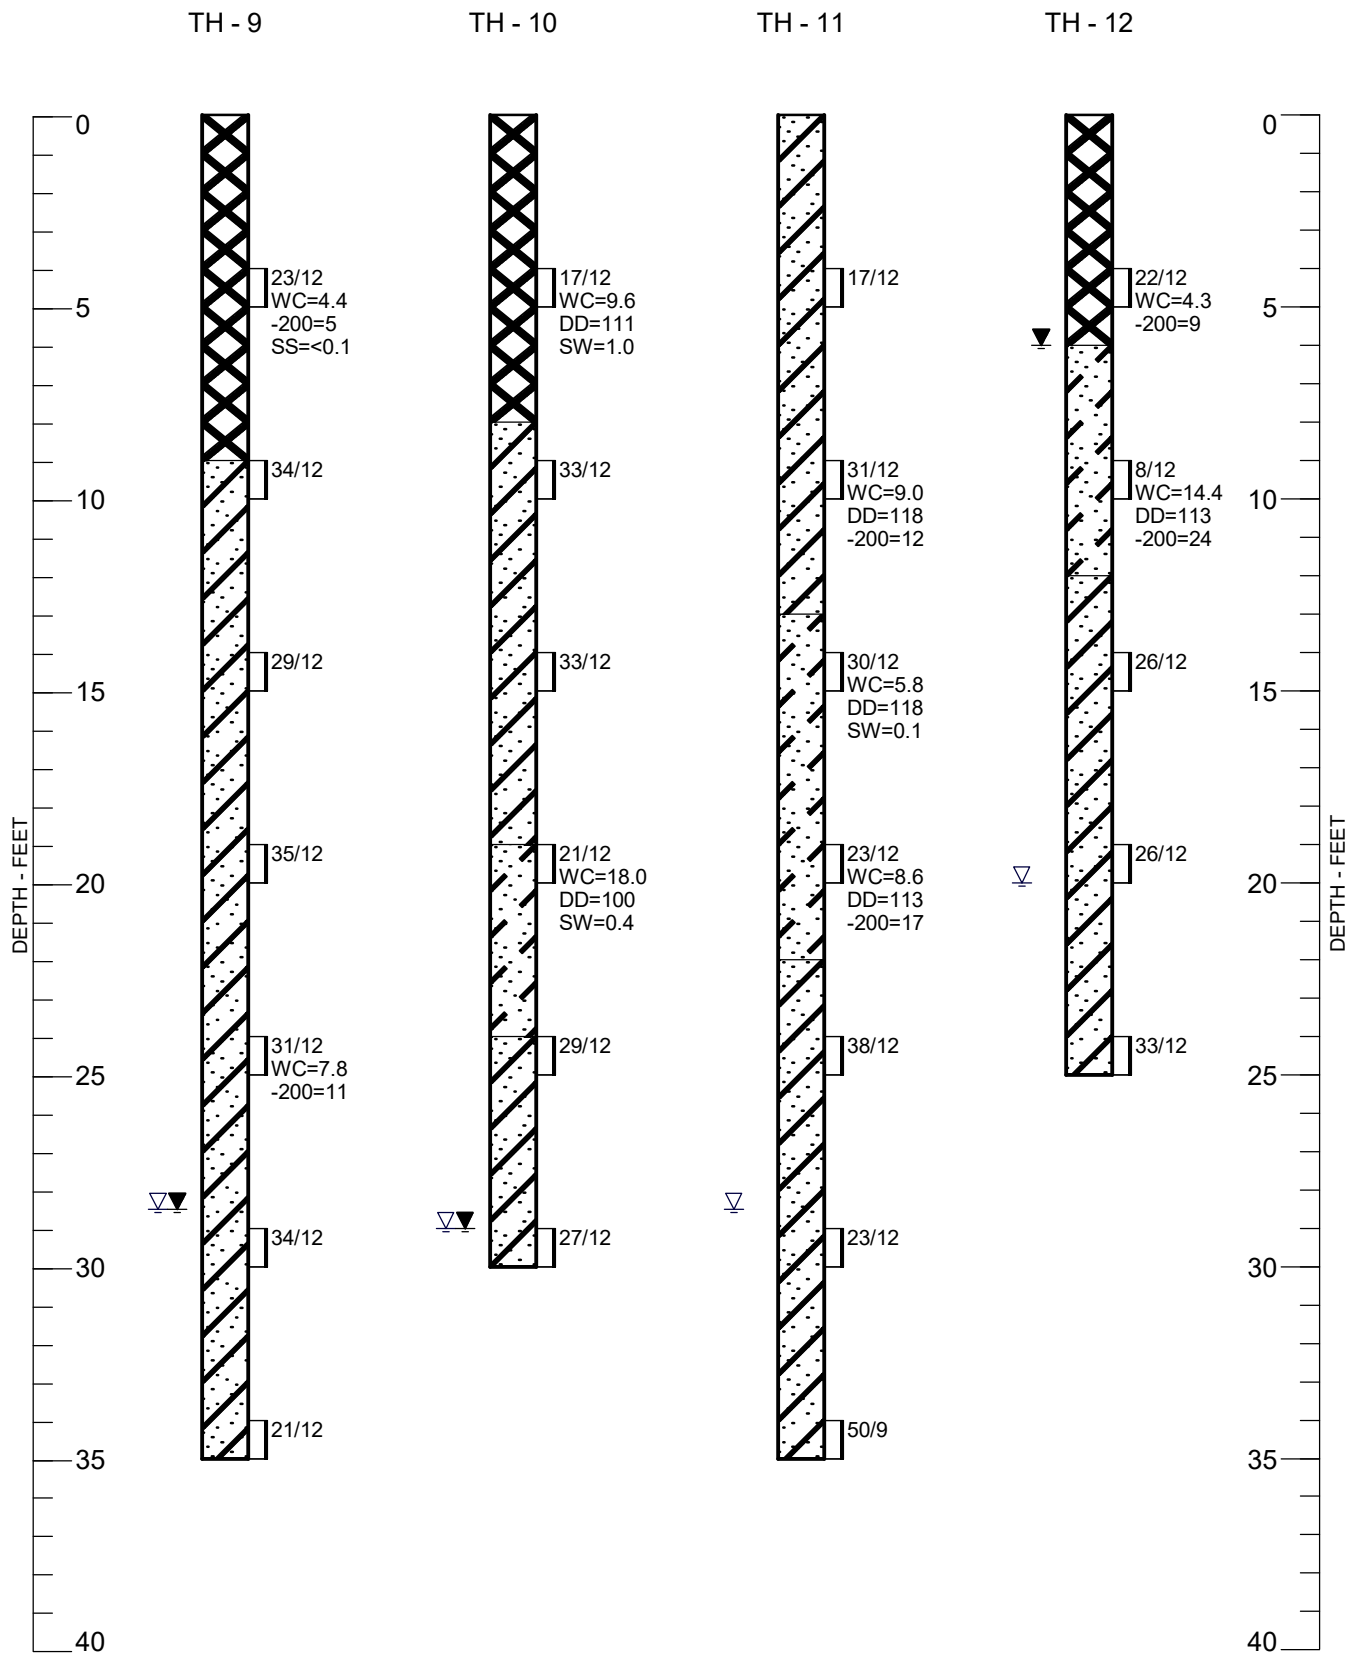 TH - 9
TH - 10
TH - 11
TH - 12
DEPTH - FEET
0
5
10
15
20
25
30
35
40
23/12
WC=4.4
-200=5
SS=<0.1
34/12
29/12
35/12
31/12
WC=7.8
-200=11
34/12
21/12
17/12
WC=9.6
DD=111
SW=1.0
33/12
33/12
21/12
WC=18.0
DD=100
SW=0.4
29/12
27/12
17/12
31/12
WC=9.0
DD=118
-200=12
30/12
WC=5.8
DD=118
SW=0.1
23/12
WC=8.6
DD=113
-200=17
38/12
23/12
50/9
22/12
WC=4.3
-200=9
8/12
WC=14.4
DD=113
-200=24
26/12
26/12
33/12
0
5
10
15
20
25
30
35
40
DEPTH - FEET